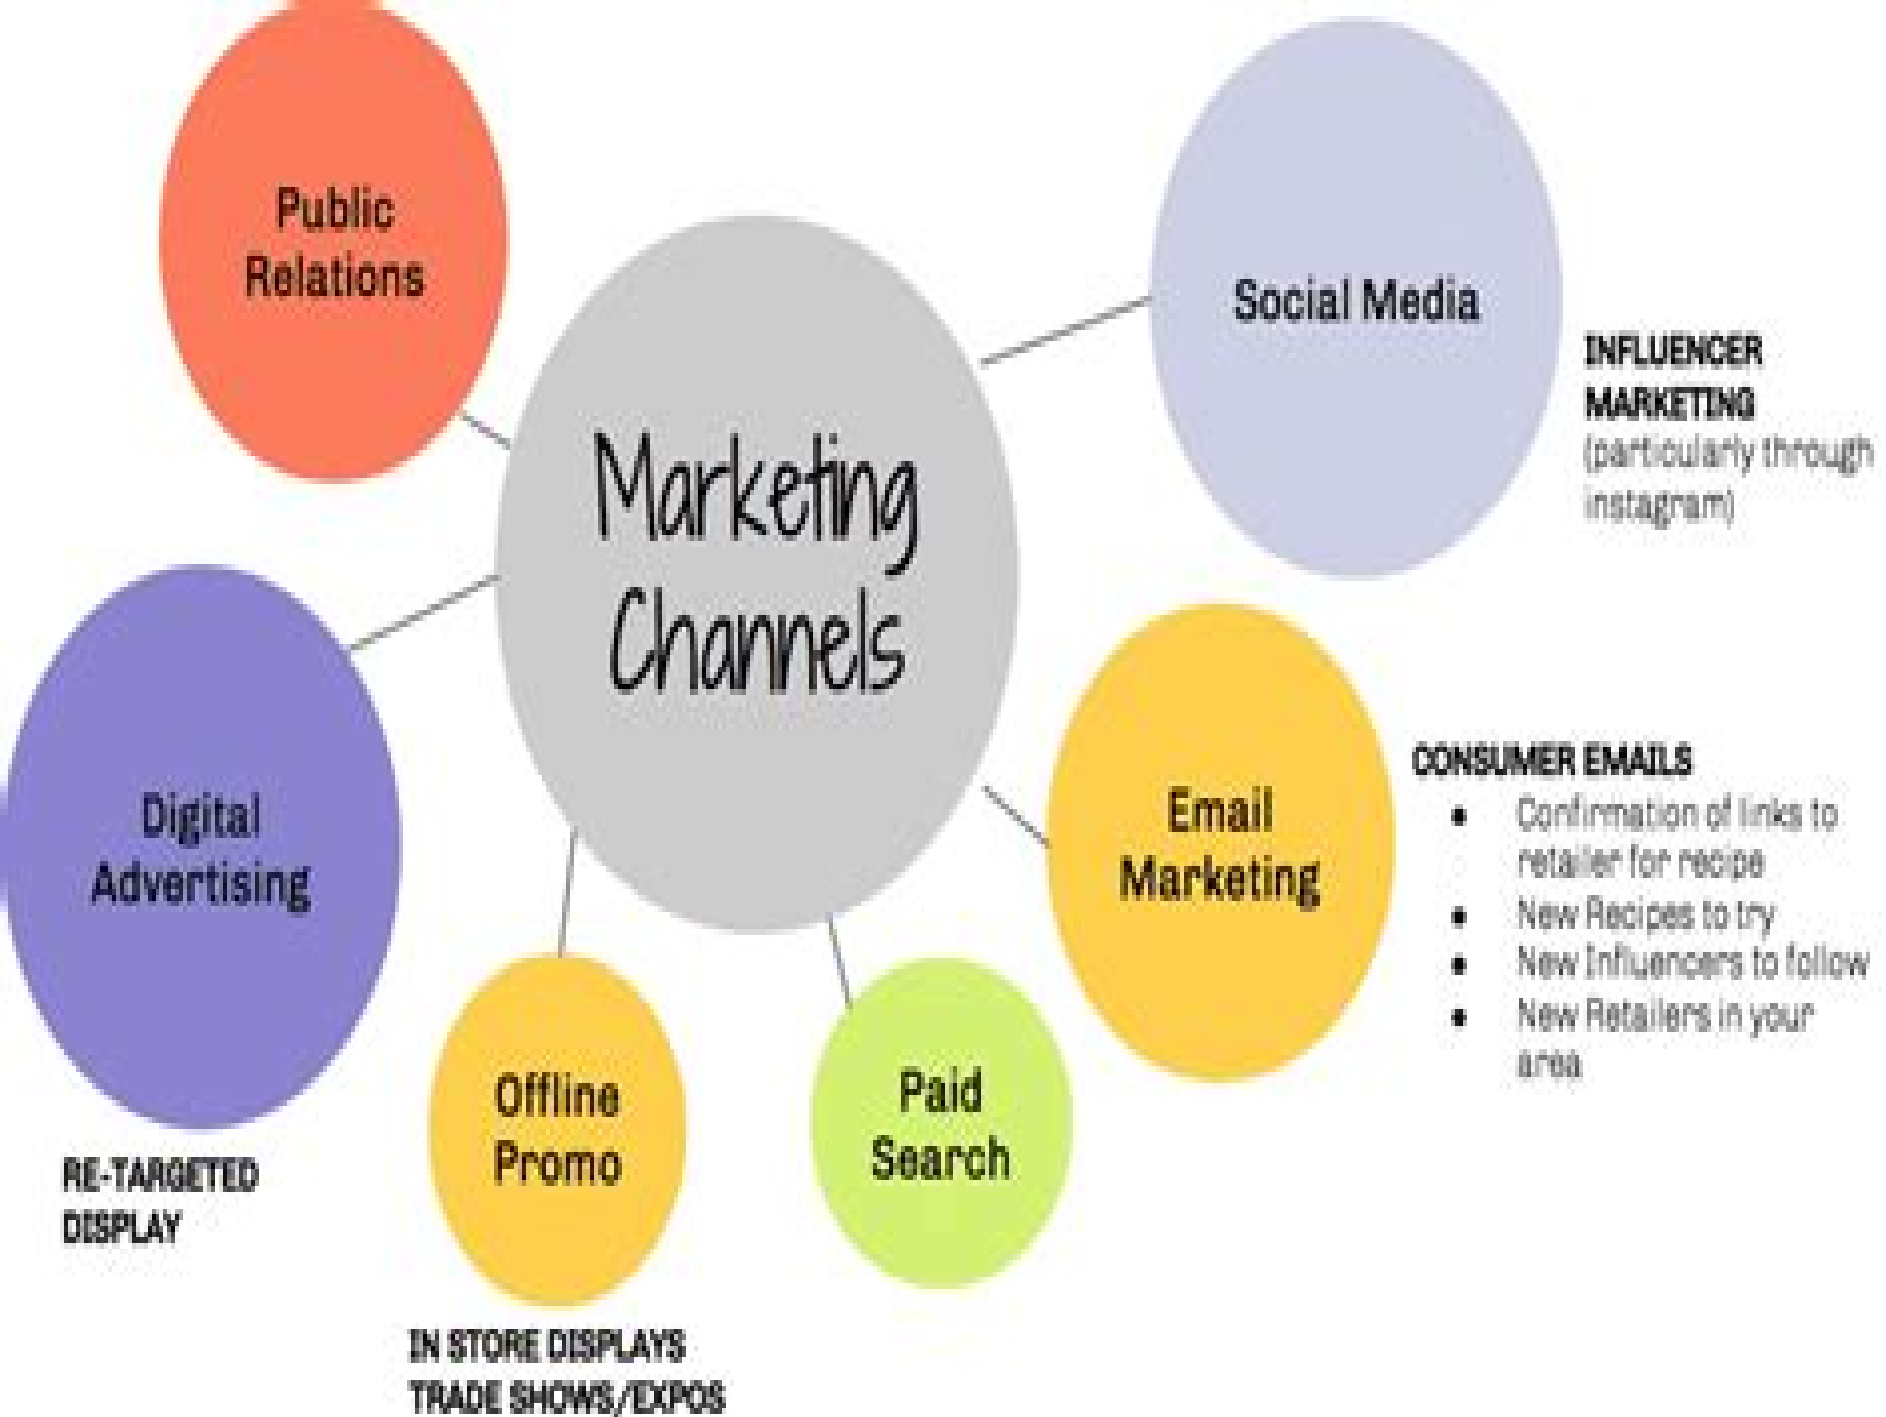 Public
Relations
Social Media
INFLUENCER
MARKETING
(particularly through
instagram)
Marketing
Channels
Digital
Advertising
RE-TARGETED
DISPLAY
Email
Marketing
CONSUMER EMAILS
● Confirmation of links to
retailer for recipe
● New Recipes to try
● New Influencers to follow
● New Retailers in your
area
Offline
Promo
IN STORE DISPLAYS
TRADE SHOWS/EXPOS
Paid
Search